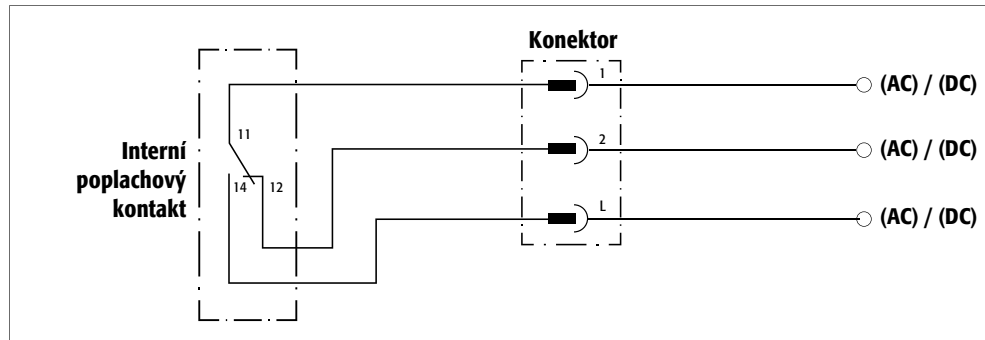 Konektor
1
(AC) / (DC)
11
2
(AC) / (DC)
Interní
poplachový
kontakt
14
12
L
(AC) / (DC)